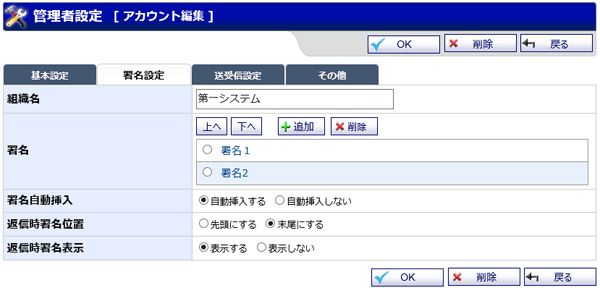 管理者設定 [ アカウント編集 ]
OK 削除 戻る
基本設定 署名設定 送受信設定 その他
組織名 第一システム
上へ 下へ 追加 削除
署名
署名１
署名2
署名自動挿入 自動挿入する 自動挿入しない
返信時署名位置 先頭にする 末尾にする
返信時署名表示 表示する 表示しない
OK 削除 戻る